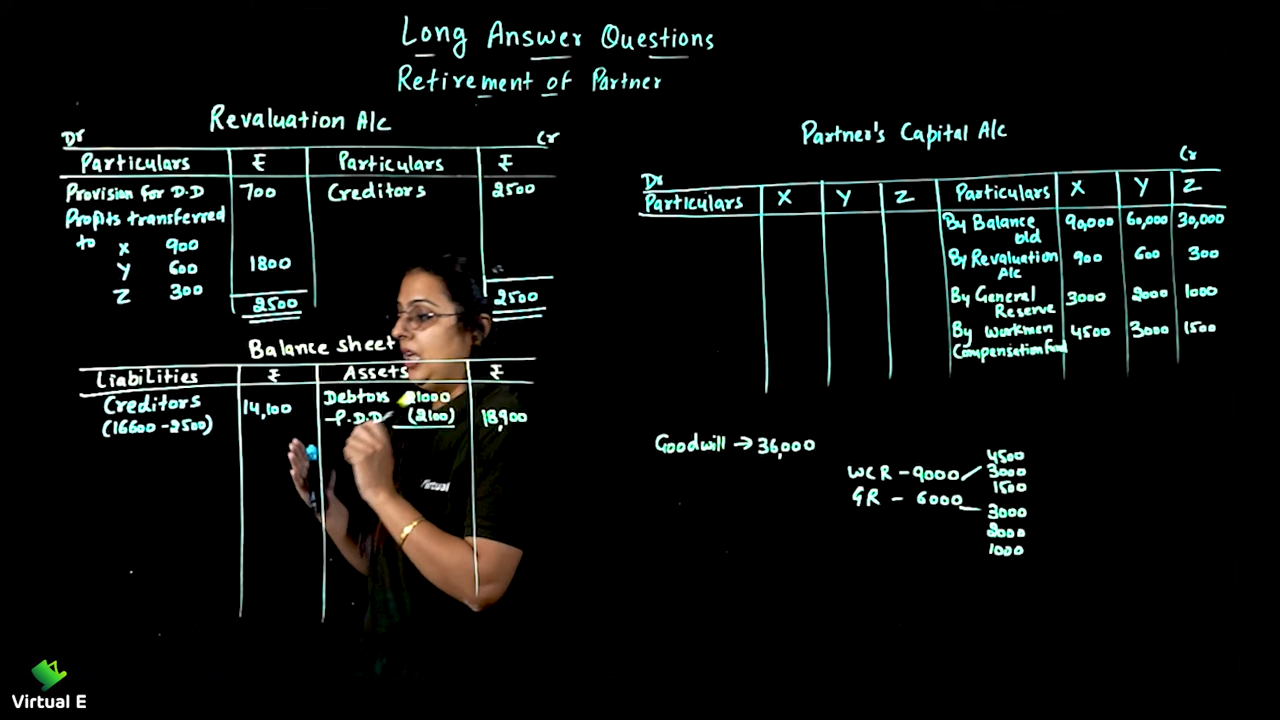 Long Answer Questions
Retirement of Partner
Revaluation A/c
Dr Cr
Particulars ₹ Particulars ₹
Provision for D.D 700 Creditors 2500
Profits transferred
to X 900
Y 600 1800
Z 300
2500 2500
Balance sheet
Liabilities ₹ Assets ₹
Creditors 14,100 Debtors 21000
(16600 - 2500) - P.D.D (2100) 18,900
Partner's Capital A/c
Dr Cr
Particulars X Y Z Particulars X Y Z
By Balance 90,000 60,000 30,000
b/d
By Revaluation 900 600 300
A/c
By General 3000 2000 1000
Reserve
By Workmen 4500 3000 1500
Compensation Fund
Goodwill → 36,000
4500
WCR - 9000 3000
1500
GR - 6000
3000
2000
1000
Virtual
Virtual E